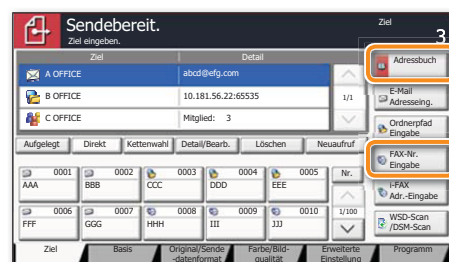 Sendebereit.
Ziel eingeben.
Ziel
3
Ziel Detail
A OFFICE abcd@efg.com
B OFFICE 10.181.56.22:65535
C OFFICE Mitglied: 3
1/1
Adressbuch
E-Mail
Adresseing.
Ordnerpfad
Eingabe
FAX-Nr.
Eingabe
i-FAX
Adr.-Eingabe
WSD-Scan
/DSM-Scan
Aufgelegt Direkt Kettenwahl Detail/Bearb. Löschen Neuaufruf
0001 0002 0003 0004 0005 Nr.
AAA BBB CCC DDD EEE
0006 0007 0008 0009 0010 1/100
FFF GGG HHH III JJJ
Ziel Basis Original/Sende
-datenformat Farbe/Bild-
qualität Erweiterte
Einstellung Programm